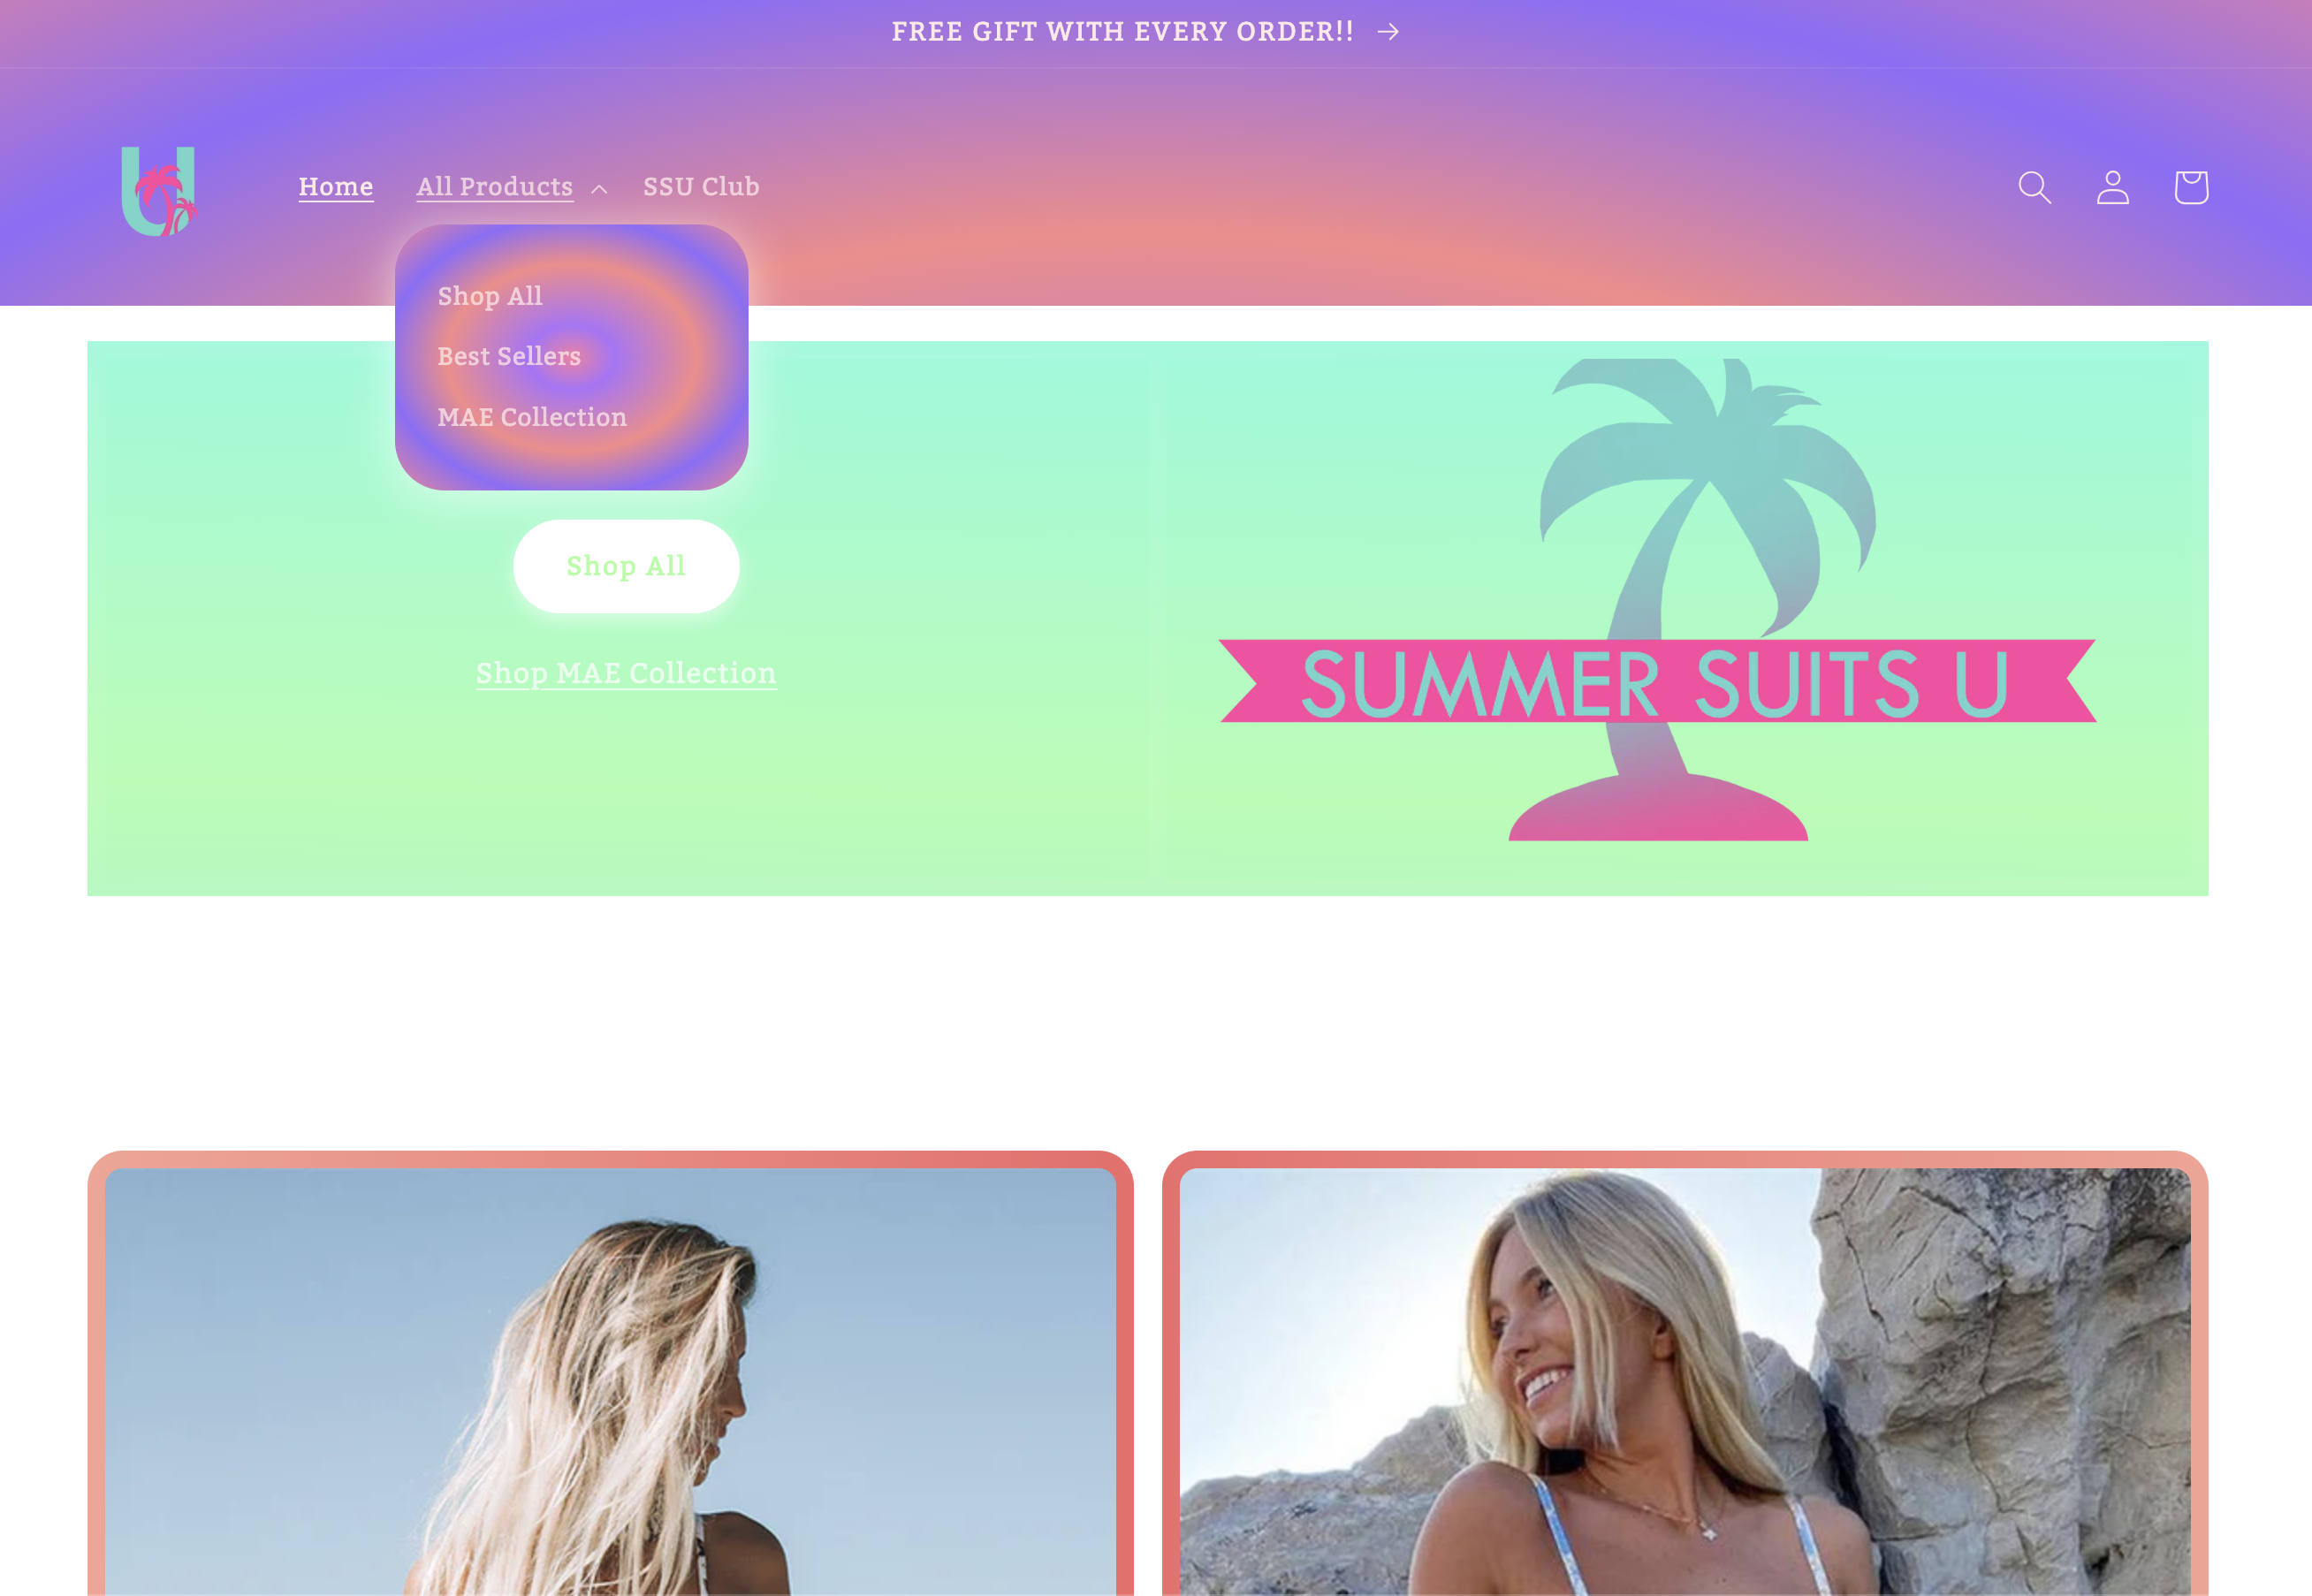 FREE GIFT WITH EVERY ORDER!!
U
Home All Products SSU Club
Shop All
Best Sellers
MAE Collection
Shop All
Shop MAE Collection
SUMMER SUITS U